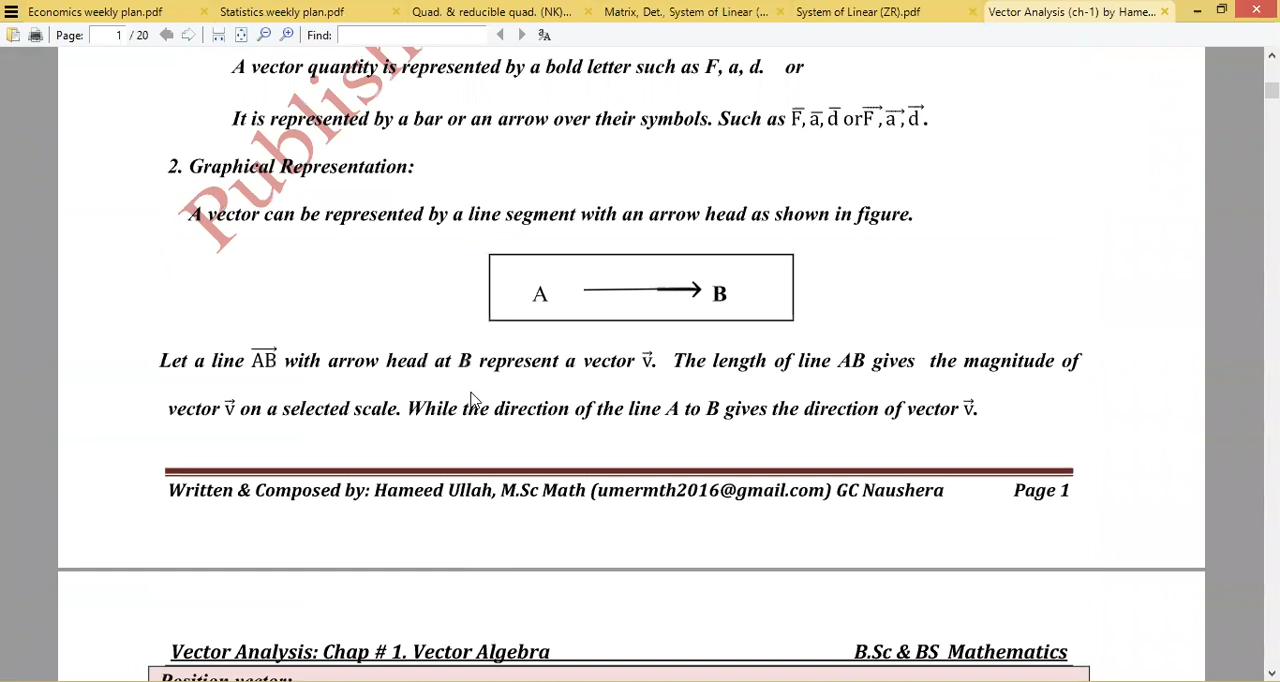 Economics weekly plan.pdf
Statistics weekly plan.pdf
Quad. & reducible quad. (NK)...
Matrix, Det., System of Linear (...
System of Linear (ZR).pdf
Vector Analysis (ch-1) by Hame...
Page: 1 / 20 Find:
A vector quantity is represented by a bold letter such as F, a, d. or
It is represented by a bar or an arrow over their symbols. Such as F̅, a̅, d̅ orF⃗ ,a⃗ ,d⃗ .
2. Graphical Representation:
A vector can be represented by a line segment with an arrow head as shown in figure.
A B
Let a line A⃗B⃗ with arrow head at B represent a vector v⃗. The length of line AB gives the magnitude of
vector v⃗ on a selected scale. While the direction of the line A to B gives the direction of vector v⃗.
Written & Composed by: Hameed Ullah, M.Sc Math (umermth2016@gmail.com) GC Naushera Page 1
Vector Analysis: Chap # 1. Vector Algebra B.Sc & BS Mathematics
Position vector:
Publish